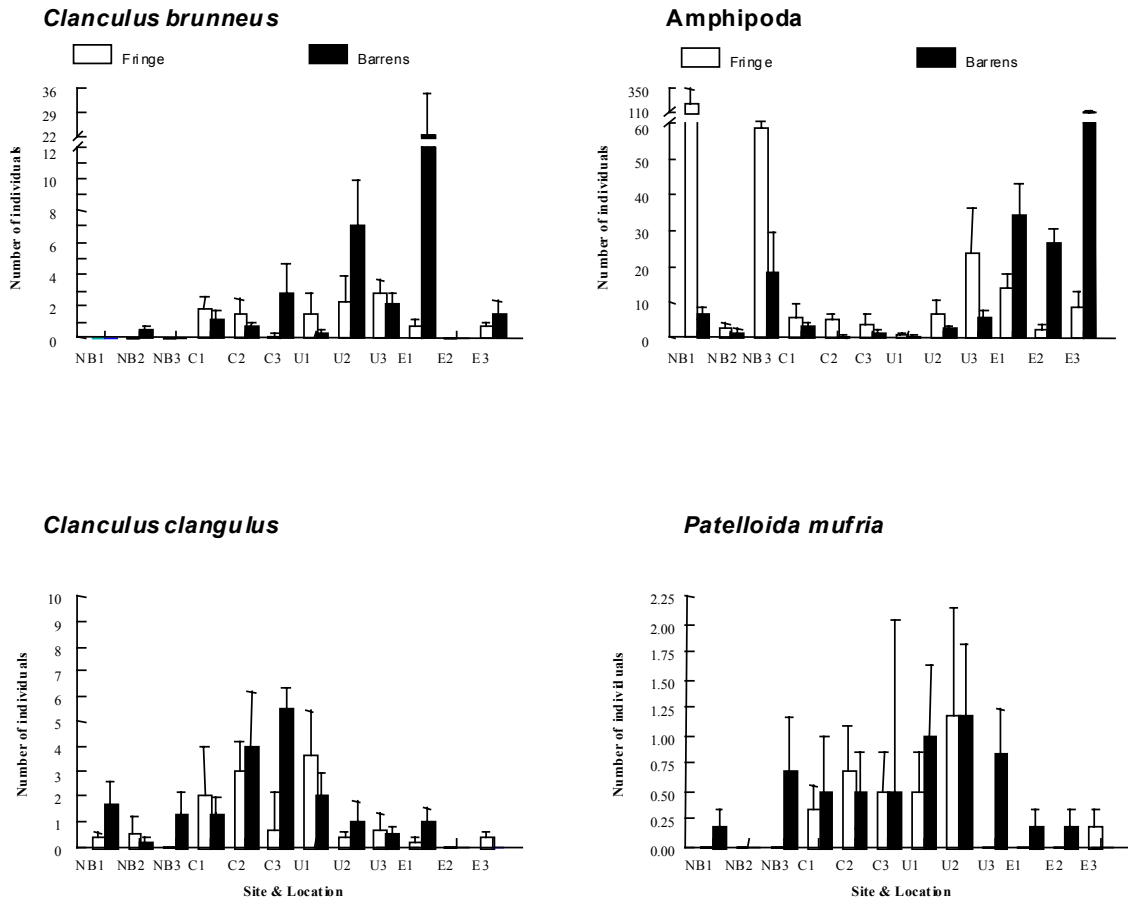 Clanculus brunneus
Fringe
Barrens
Number of individuals
36
29
22
12
10
8
6
4
2
0
NB1 NB2 NB3 C1 C2 C3 U1 U2 U3 E1 E2 E3
Amphipoda
Fringe
Barrens
Number of individuals
350
110
60
50
40
30
20
10
0
NB1 NB2 NB3 C1 C2 C3 U1 U2 U3 E1 E2 E3
Clanculus clangulus
Number of individuals
10
9
8
7
6
5
4
3
2
1
0
NB1 NB2 NB3 C1 C2 C3 U1 U2 U3 E1 E2 E3
Site & Location
Patelloida mufria
Number of individuals
2.25
2.00
1.75
1.50
1.25
1.00
0.75
0.50
0.25
0.00
NB1 NB2 NB3 C1 C2 C3 U1 U2 U3 E1 E2 E3
Site & Location